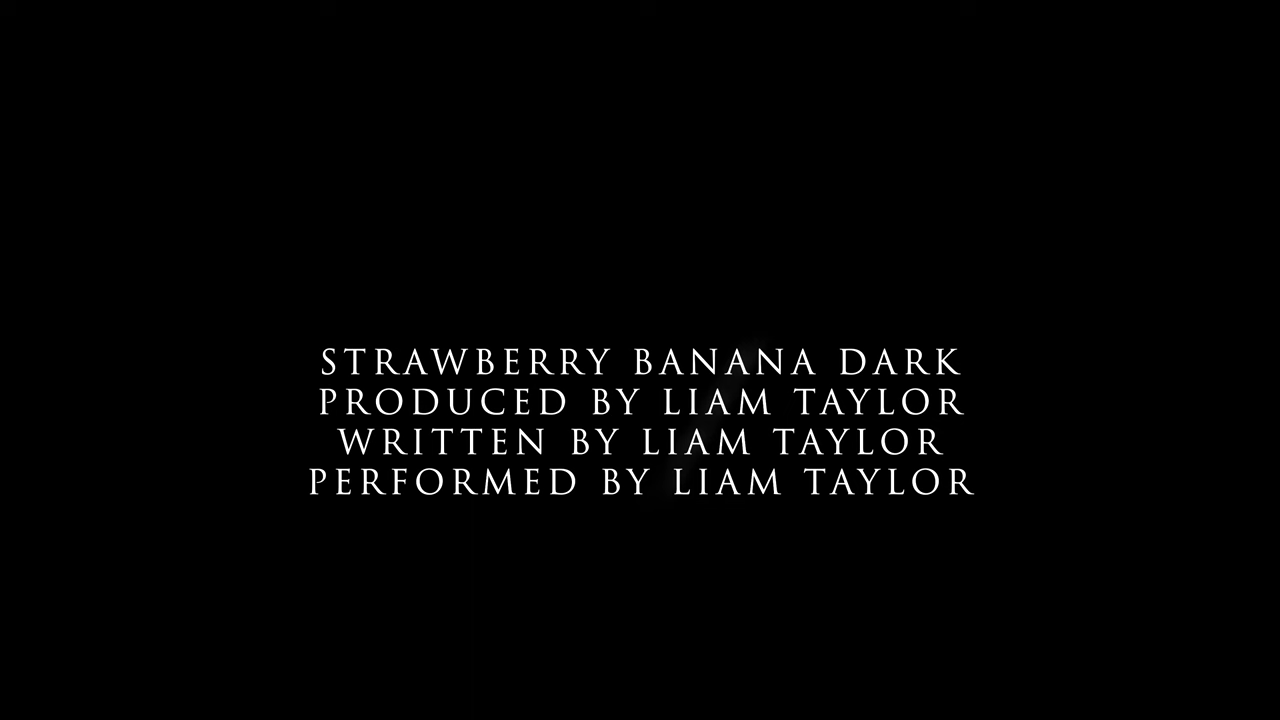 STRAWBERRY BANANA DARK
PRODUCED BY LIAM TAYLOR
WRITTEN BY LIAM TAYLOR
PERFORMED BY LIAM TAYLOR